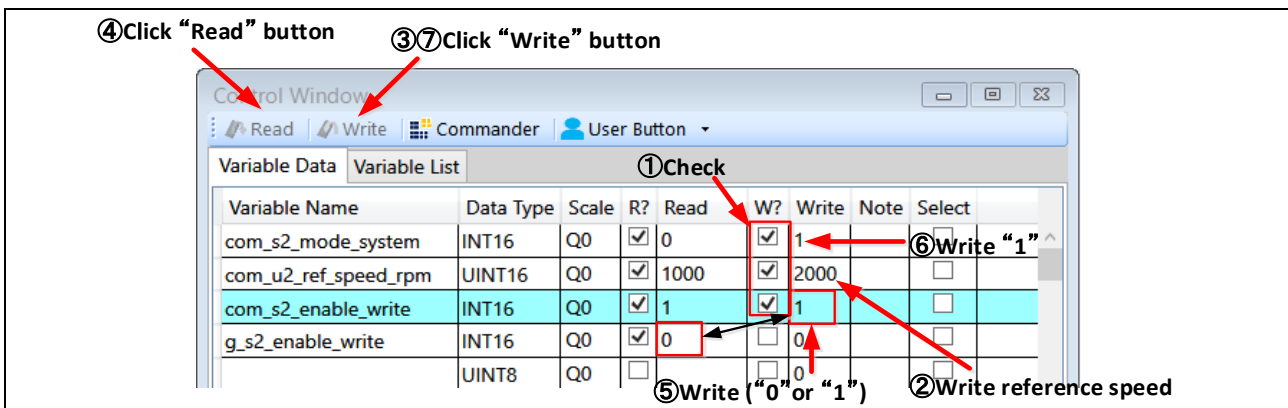 ④Click “Read” button
③⑦Click “Write” button
Control Window
Read Write Commander User Button
Variable Data Variable List
①Check
Variable Name Data Type Scale R? Read W? Write Note Select
com_s2_mode_system INT16 Q0 0 1
⑥Write “1”
com_u2_ref_speed_rpm UINT16 Q0 1000 2000
com_s2_enable_write INT16 Q0 1 1
g_s2_enable_write INT16 Q0 0 0
UINT8 Q0 0
⑤Write (“0”or “1”)
②Write reference speed